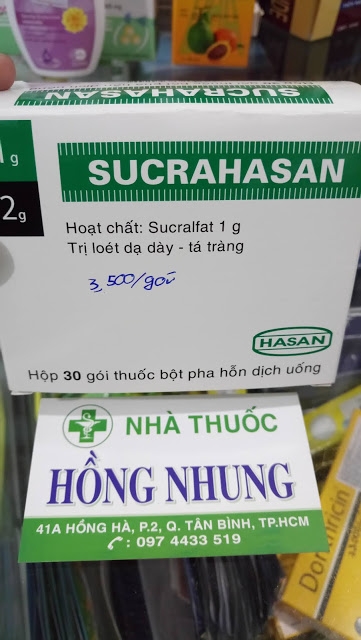 SUCRAHASAN
g
2g
SUCRAHASAN
Hoạt chất: Sucralfat 1 g
Trị loét dạ dày - tá tràng
3,500/gói
HASAN
Hộp 30 gói thuốc bột pha hỗn dịch uống
NHÀ THUỐC
HỒNG NHUNG
41A HỒNG HÀ, P.2, Q. TÂN BÌNH, TP.HCM
: 097 4433 519